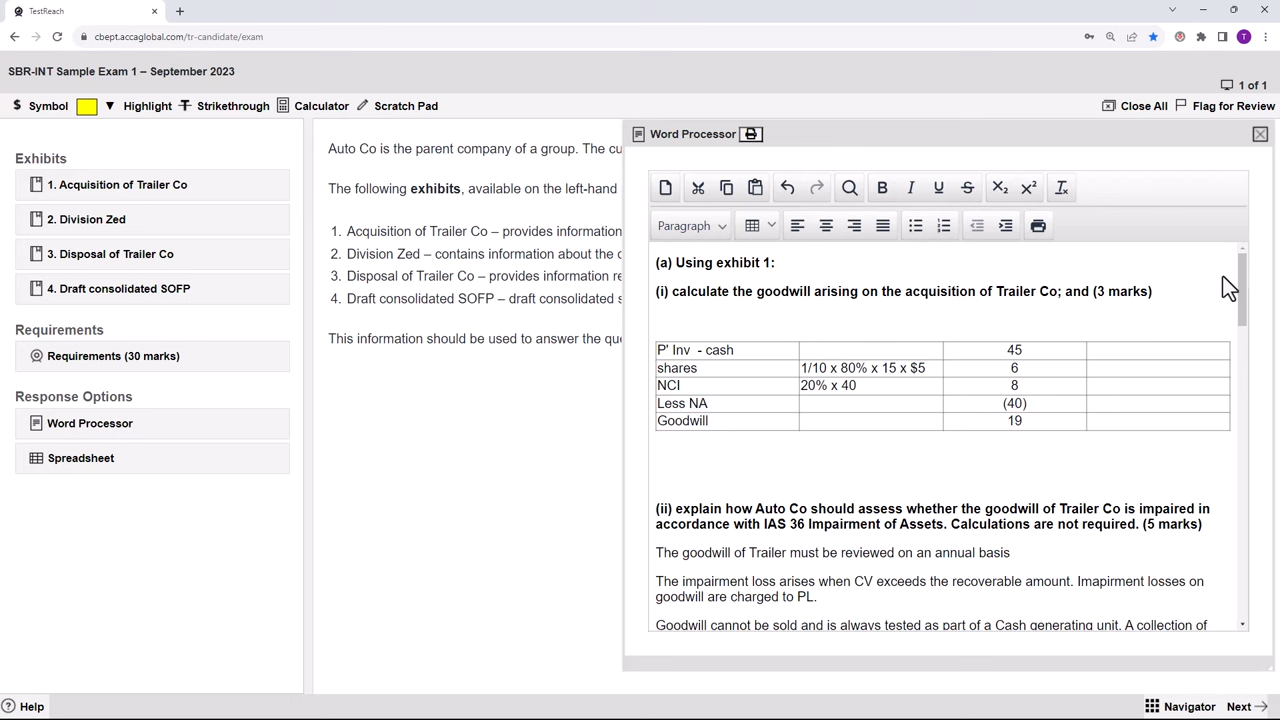 TestReach
cbept.accaglobal.com/tr-candidate/exam
T
SBR-INT Sample Exam 1 – September 2023
1 of 1
$ Symbol Highlight Strikethrough Calculator Scratch Pad
Close All Flag for Review
Exhibits
1. Acquisition of Trailer Co
2. Division Zed
3. Disposal of Trailer Co
4. Draft consolidated SOFP
Requirements
Requirements (30 marks)
Response Options
Word Processor
Spreadsheet
Auto Co is the parent company of a group. The cu
The following exhibits, available on the left-hand
1. Acquisition of Trailer Co – provides information
2. Division Zed – contains information about the c
3. Disposal of Trailer Co – provides information re
4. Draft consolidated SOFP – draft consolidated s
This information should be used to answer the qu
Word Processor
B I U S X₂ X² Tx
Paragraph
(a) Using exhibit 1:
(i) calculate the goodwill arising on the acquisition of Trailer Co; and (3 marks)
P' Inv - cash 45
shares 1/10 x 80% x 15 x $5 6
NCI 20% x 40 8
Less NA (40)
Goodwill 19
(ii) explain how Auto Co should assess whether the goodwill of Trailer Co is impaired in
accordance with IAS 36 Impairment of Assets. Calculations are not required. (5 marks)
The goodwill of Trailer must be reviewed on an annual basis
The impairment loss arises when CV exceeds the recoverable amount. Imapirment losses on
goodwill are charged to PL.
Goodwill cannot be sold and is always tested as part of a Cash generating unit. A collection of
Help
Navigator Next